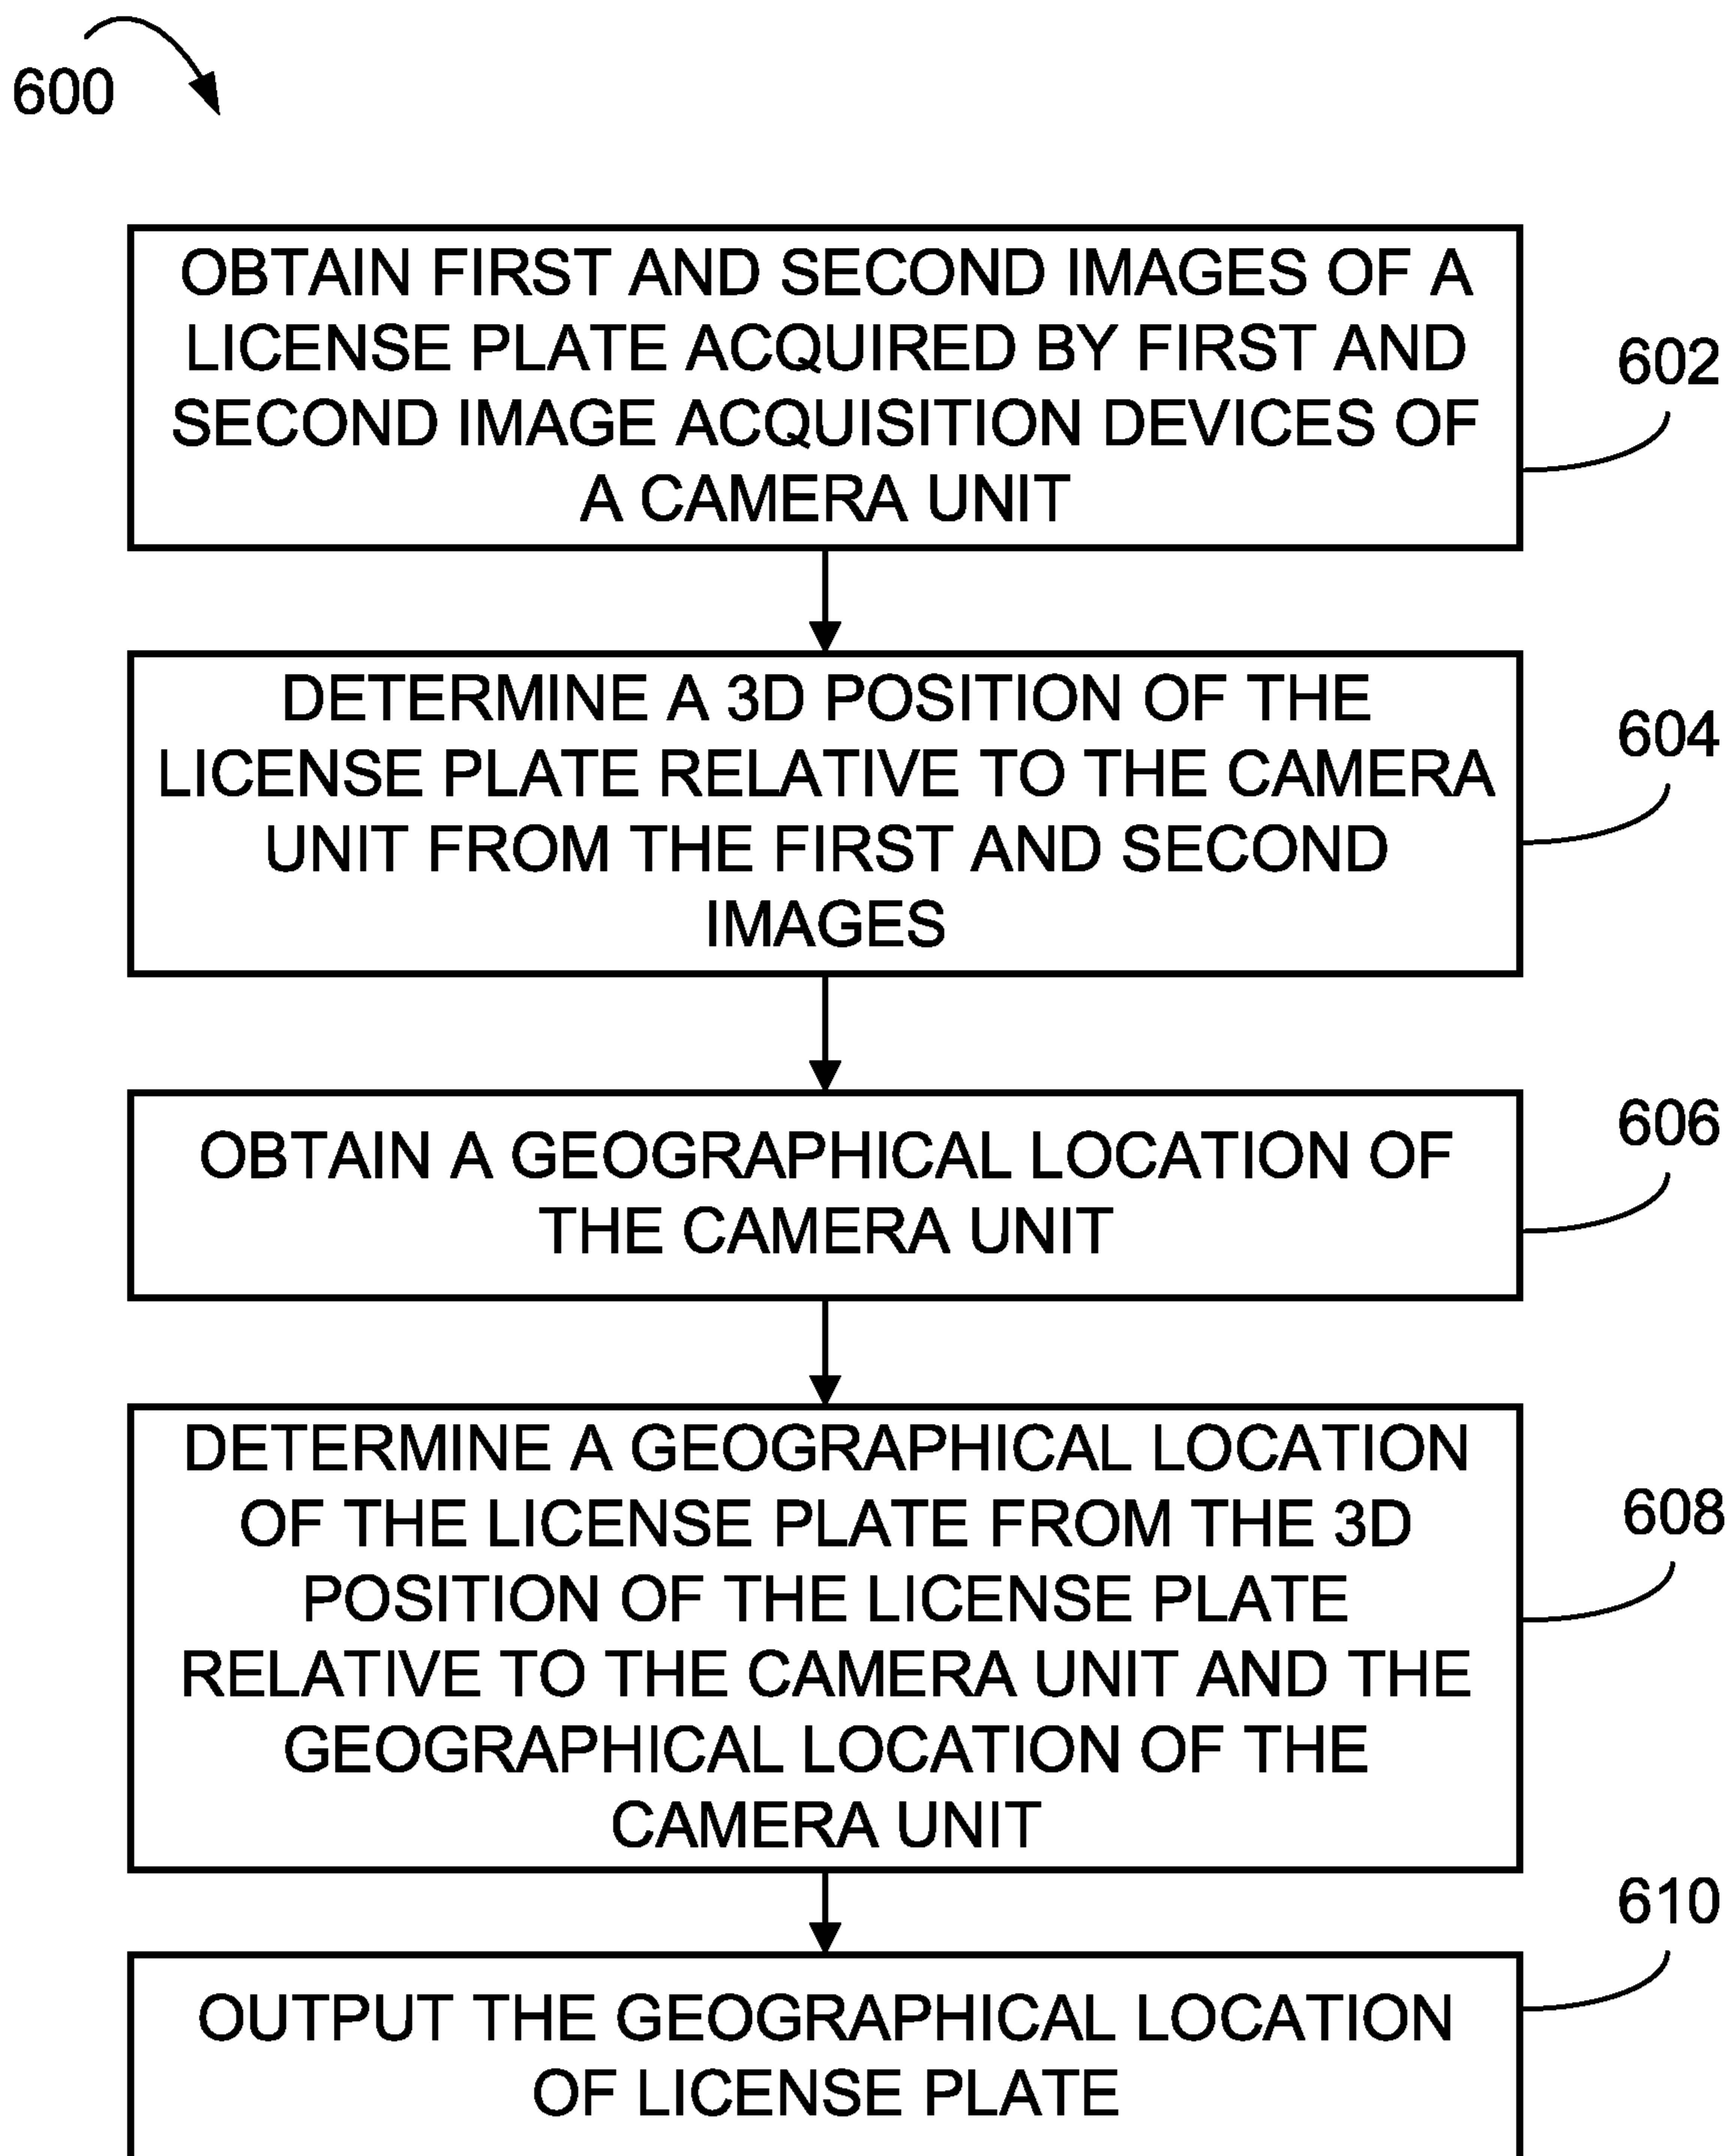 600
OBTAIN FIRST AND SECOND IMAGES OF A
LICENSE PLATE ACQUIRED BY FIRST AND
SECOND IMAGE ACQUISITION DEVICES OF
A CAMERA UNIT
602
DETERMINE A 3D POSITION OF THE
LICENSE PLATE RELATIVE TO THE CAMERA
UNIT FROM THE FIRST AND SECOND
IMAGES
604
OBTAIN A GEOGRAPHICAL LOCATION OF
THE CAMERA UNIT
606
DETERMINE A GEOGRAPHICAL LOCATION
OF THE LICENSE PLATE FROM THE 3D
POSITION OF THE LICENSE PLATE
RELATIVE TO THE CAMERA UNIT AND THE
GEOGRAPHICAL LOCATION OF THE
CAMERA UNIT
608
OUTPUT THE GEOGRAPHICAL LOCATION
OF LICENSE PLATE
610